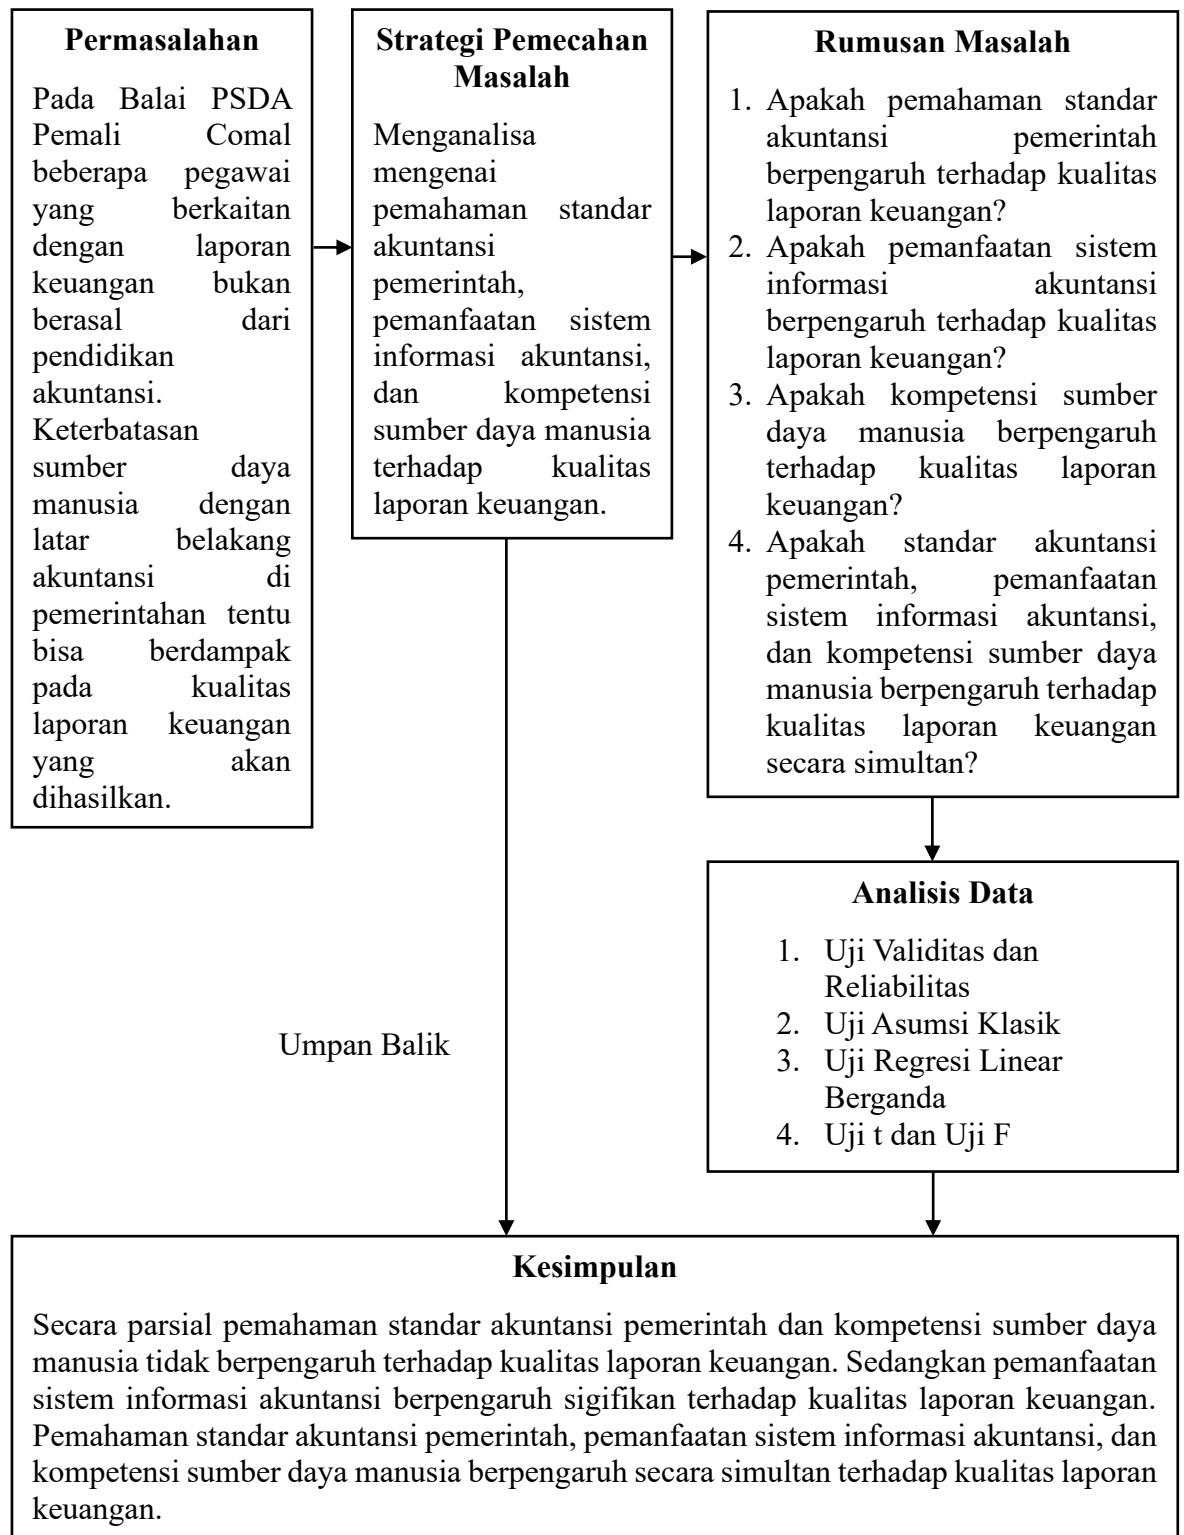 Permasalahan
Pada Balai PSDA
Pemali Comal
beberapa pegawai
yang berkaitan
dengan laporan
keuangan bukan
berasal dari
pendidikan
akuntansi.
Keterbatasan
sumber daya
manusia dengan
latar belakang
akuntansi di
pemerintahan tentu
bisa berdampak
pada kualitas
laporan keuangan
yang akan
dihasilkan.
Strategi Pemecahan
Masalah
Menganalisa
mengenai
pemahaman standar
akuntansi
pemerintah,
pemanfaatan sistem
informasi akuntansi,
dan kompetensi
sumber daya manusia
terhadap kualitas
laporan keuangan.
Rumusan Masalah
1. Apakah pemahaman standar
akuntansi pemerintah
berpengaruh terhadap kualitas
laporan keuangan?
2. Apakah pemanfaatan sistem
informasi akuntansi
berpengaruh terhadap kualitas
laporan keuangan?
3. Apakah kompetensi sumber
daya manusia berpengaruh
terhadap kualitas laporan
keuangan?
4. Apakah standar akuntansi
pemerintah, pemanfaatan
sistem informasi akuntansi,
dan kompetensi sumber daya
manusia berpengaruh terhadap
kualitas laporan keuangan
secara simultan?
Analisis Data
1. Uji Validitas dan
Reliabilitas
2. Uji Asumsi Klasik
3. Uji Regresi Linear
Berganda
4. Uji t dan Uji F
Umpan Balik
Kesimpulan
Secara parsial pemahaman standar akuntansi pemerintah dan kompetensi sumber daya
manusia tidak berpengaruh terhadap kualitas laporan keuangan. Sedangkan pemanfaatan
sistem informasi akuntansi berpengaruh sigifikan terhadap kualitas laporan keuangan.
Pemahaman standar akuntansi pemerintah, pemanfaatan sistem informasi akuntansi, dan
kompetensi sumber daya manusia berpengaruh secara simultan terhadap kualitas laporan
keuangan.